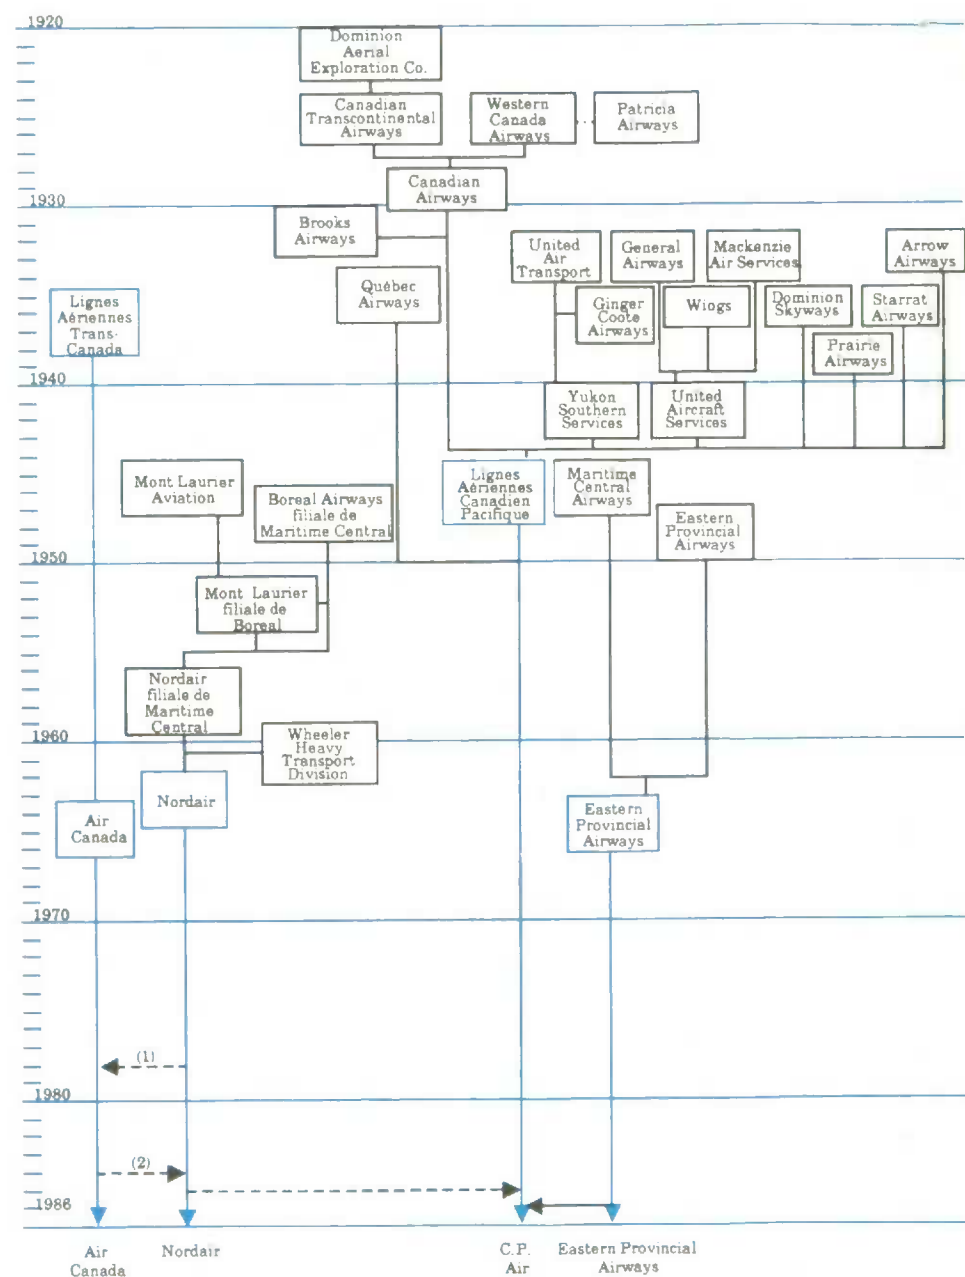 1920
Dominion
Aerial
Exploration Co.
Canadian
Transcontinental
Airways
Western
Canada
Airways
Patricia
Airways
Canadian
Airways
1930
Brooks
Airways
United
Air
Transport
General
Airways
Mackenzie
Air Services
Arrow
Airways
Québec
Airways
Lignes
Aériennes
Trans-
Canada
Ginger
Coote
Airways
Wiogs
Dominion
Skyways
Starrat
Airways
Prairie
Airways
1940
Yukon
Southern
Services
United
Aircraft
Services
Mont Laurier
Aviation
Boreal Airways
filiale de
Maritime Central
Lignes
Aériennes
Canadien
Pacifique
Maritime
Central
Airways
Eastern
Provincial
Airways
1950
Mont Laurier
filiale de
Boreal
Nordair
filiale de
Maritime
Central
1960
Wheeler
Heavy
Transport
Division
Nordair
Air
Canada
Eastern
Provincial
Airways
1970
(1)
1980
(2)
1986
Air
Canada
Nordair
C.P.
Air
Eastern Provincial
Airways